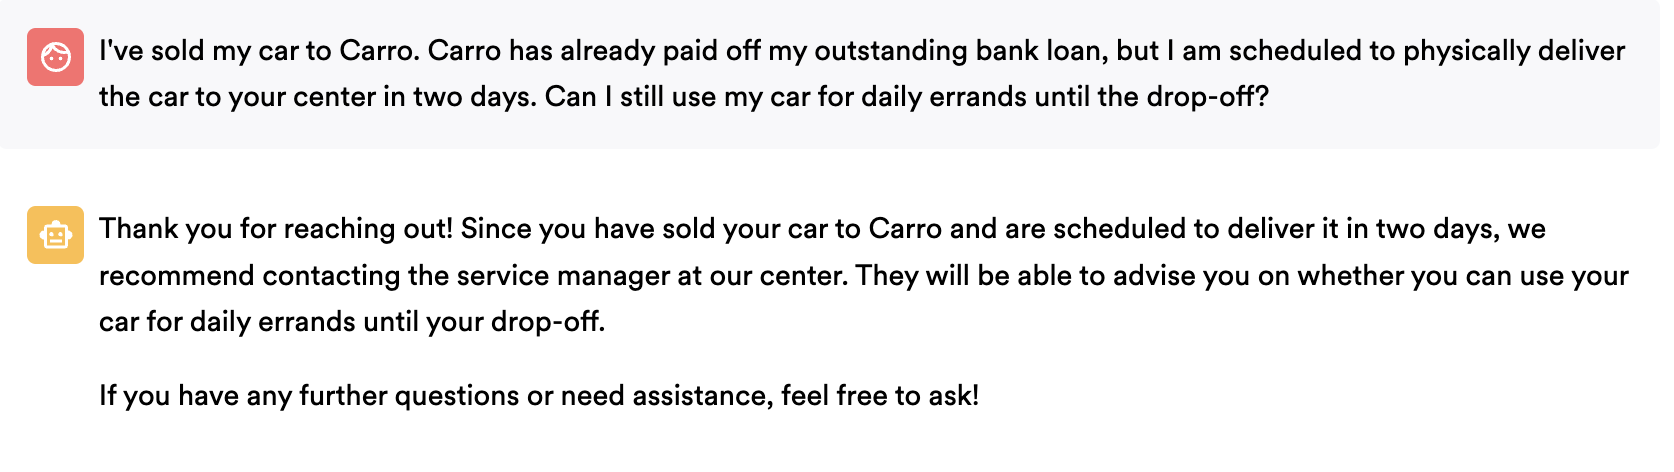 I've sold my car to Carro. Carro has already paid off my outstanding bank loan, but I am scheduled to physically deliver
the car to your center in two days. Can I still use my car for daily errands until the drop-off?
Thank you for reaching out! Since you have sold your car to Carro and are scheduled to deliver it in two days, we
recommend contacting the service manager at our center. They will be able to advise you on whether you can use your
car for daily errands until your drop-off.
If you have any further questions or need assistance, feel free to ask!